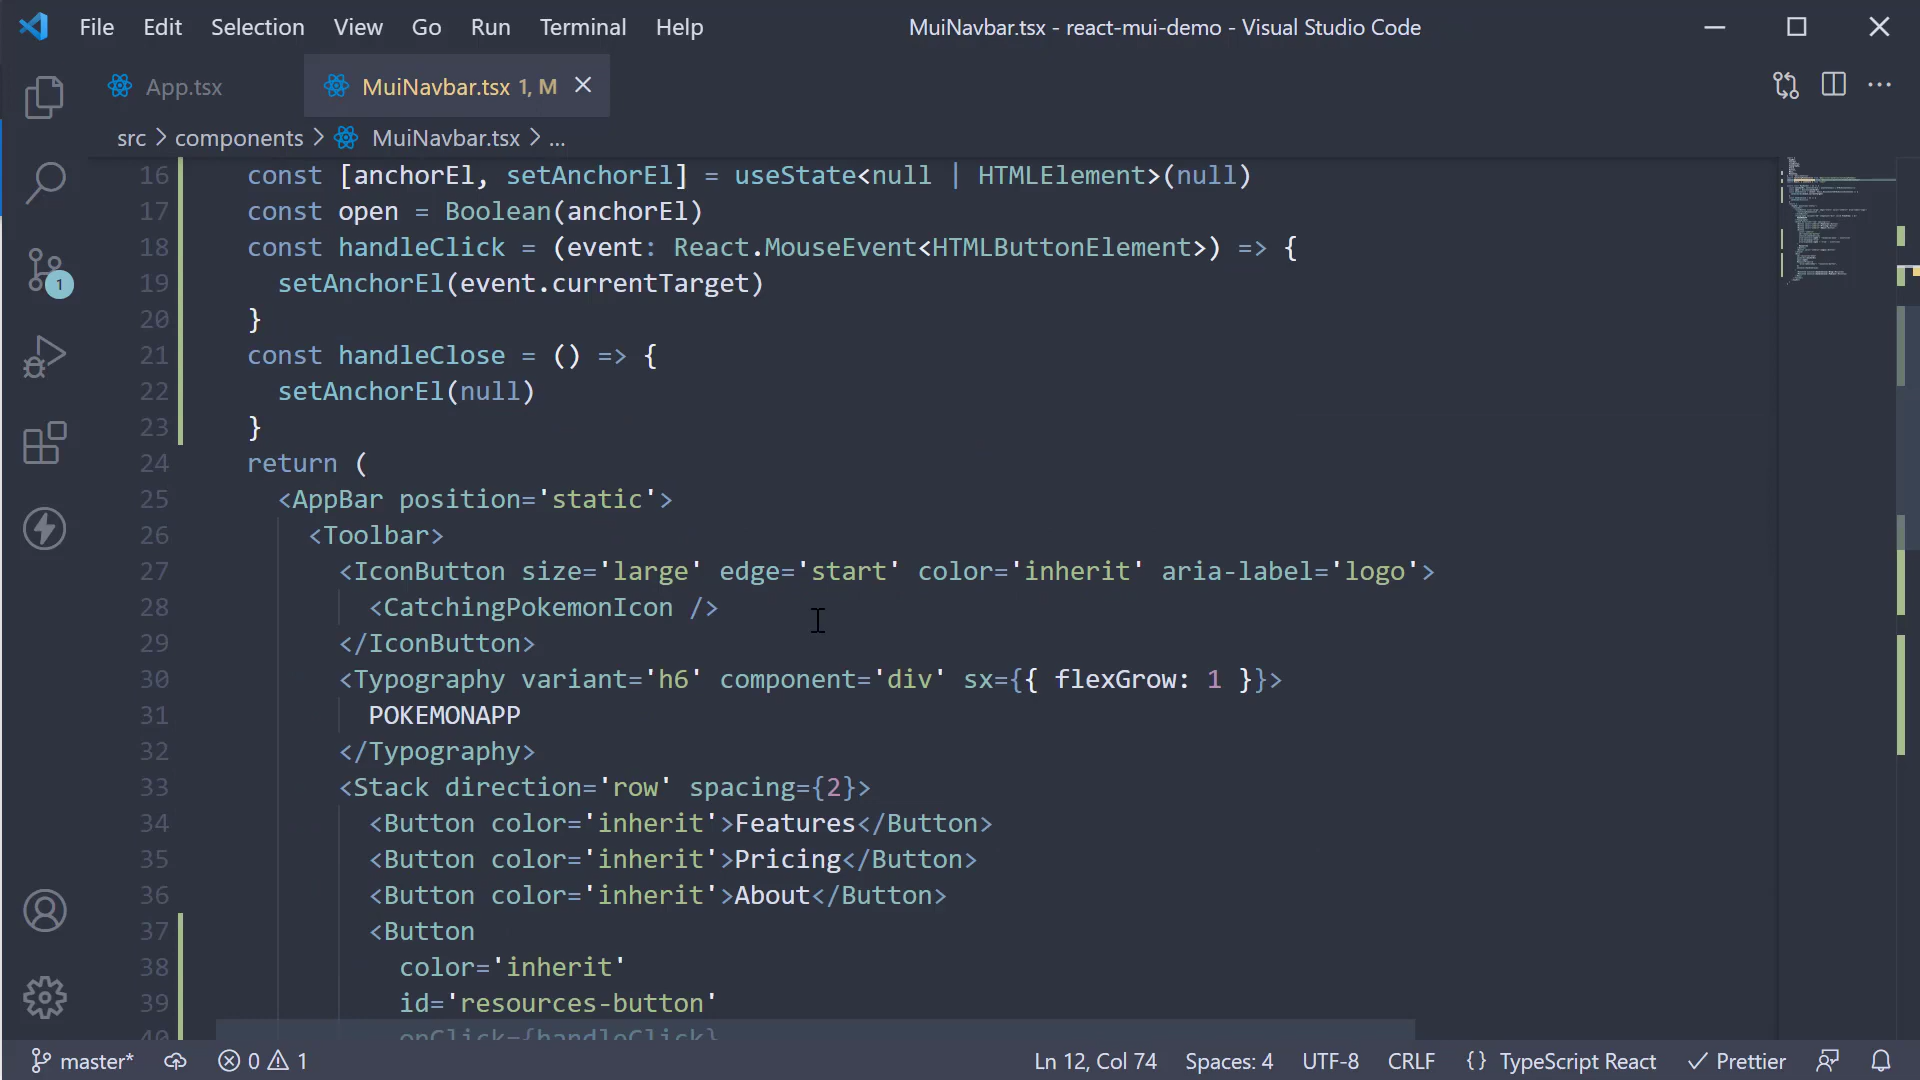 File Edit Selection View Go Run Terminal Help MuiNavbar.tsx - react-mui-demo - Visual Studio Code
App.tsx MuiNavbar.tsx 1, M
src > components > MuiNavbar.tsx > ...
16 const [anchorEl, setAnchorEl] = useState<null | HTMLElement>(null)
17 const open = Boolean(anchorEl)
18 const handleClick = (event: React.MouseEvent<HTMLButtonElement>) => {
19 setAnchorEl(event.currentTarget)
20 }
21 const handleClose = () => {
22 setAnchorEl(null)
23 }
24 return (
25 <AppBar position='static'>
26 <Toolbar>
27 <IconButton size='large' edge='start' color='inherit' aria-label='logo'>
28 <CatchingPokemonIcon />
29 </IconButton>
30 <Typography variant='h6' component='div' sx={{ flexGrow: 1 }}>
31 POKEMONAPP
32 </Typography>
33 <Stack direction='row' spacing={2}>
34 <Button color='inherit'>Features</Button>
35 <Button color='inherit'>Pricing</Button>
36 <Button color='inherit'>About</Button>
37 <Button
38 color='inherit'
39 id='resources-button'
40 onClick={handleClick}
1
master* 0 1 Ln 12, Col 74 Spaces: 4 UTF-8 CRLF {} TypeScript React Prettier